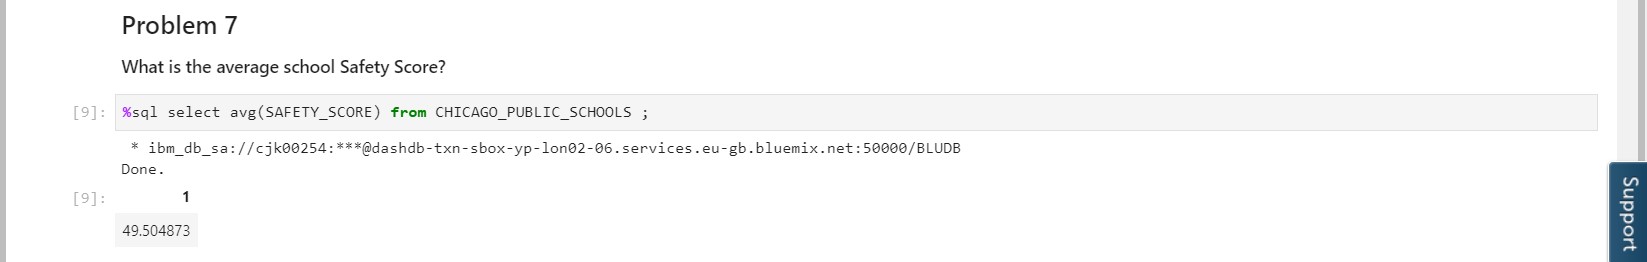 Problem 7
What is the average school Safety Score?
[9]: %sql select avg(SAFETY_SCORE) from CHICAGO_PUBLIC_SCHOOLS ;
* ibm_db_sa://cjk00254:***@dashdb-txn-sbox-yp-lon02-06.services.eu-gb.bluemix.net:50000/BLUDB
Done.
[9]: 1
49.504873
Support